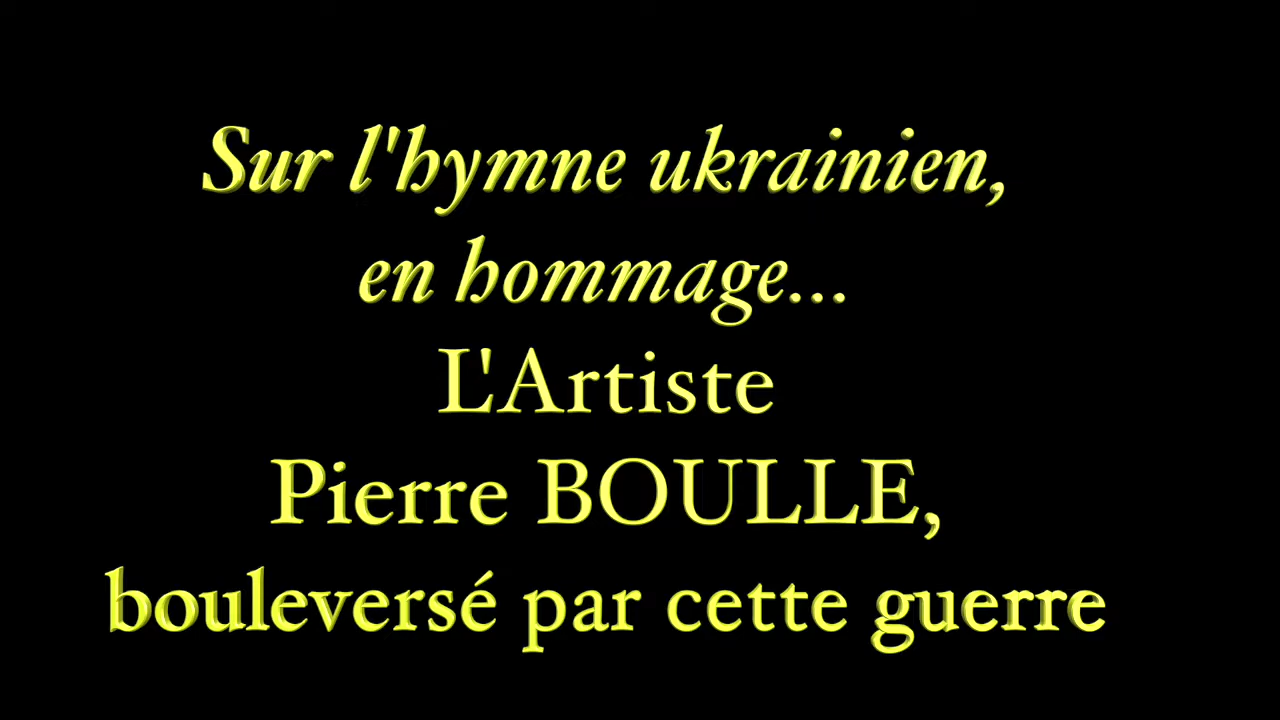 Sur l'hymne ukrainien,
en hommage...
L'Artiste
Pierre BOULLE,
bouleversé par cette guerre